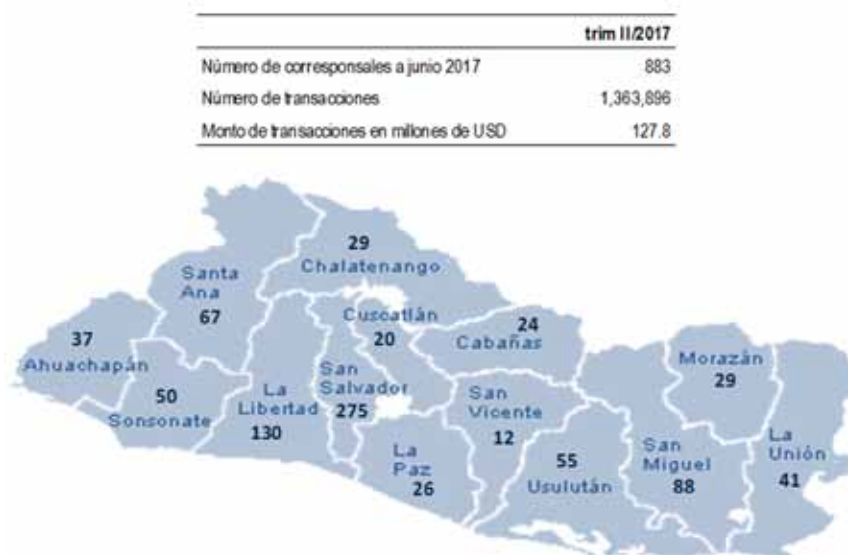 trim II/2017
Número de corresponsales a junio 2017 883
Número de transacciones 1,363,896
Monto de transacciones en millones de USD 127.8
29
Chalatenango
Santa
Ana
67
Cuscatlán
20
24
Cabañas
37
Ahuachapán
Morazán
29
50
Sonsonate
La
Libertad
130
San
Salvador
275
San
Vicente
12
La
Paz
26
55
Usulután
San
Miguel
88
La
Unión
41